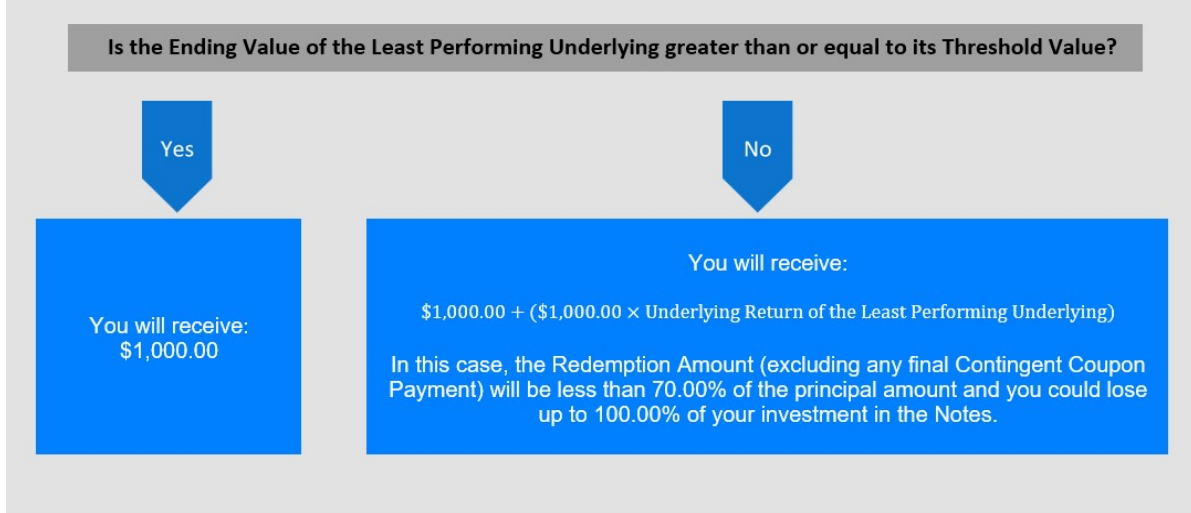 Is the Ending Value of the Least Performing Underlying greater than or equal to its Threshold Value?
Yes
No
You will receive:
$1,000.00
You will receive:
$1,000.00 + ($1,000.00 × Underlying Return of the Least Performing Underlying)
In this case, the Redemption Amount (excluding any final Contingent Coupon
Payment) will be less than 70.00% of the principal amount and you could lose
up to 100.00% of your investment in the Notes.